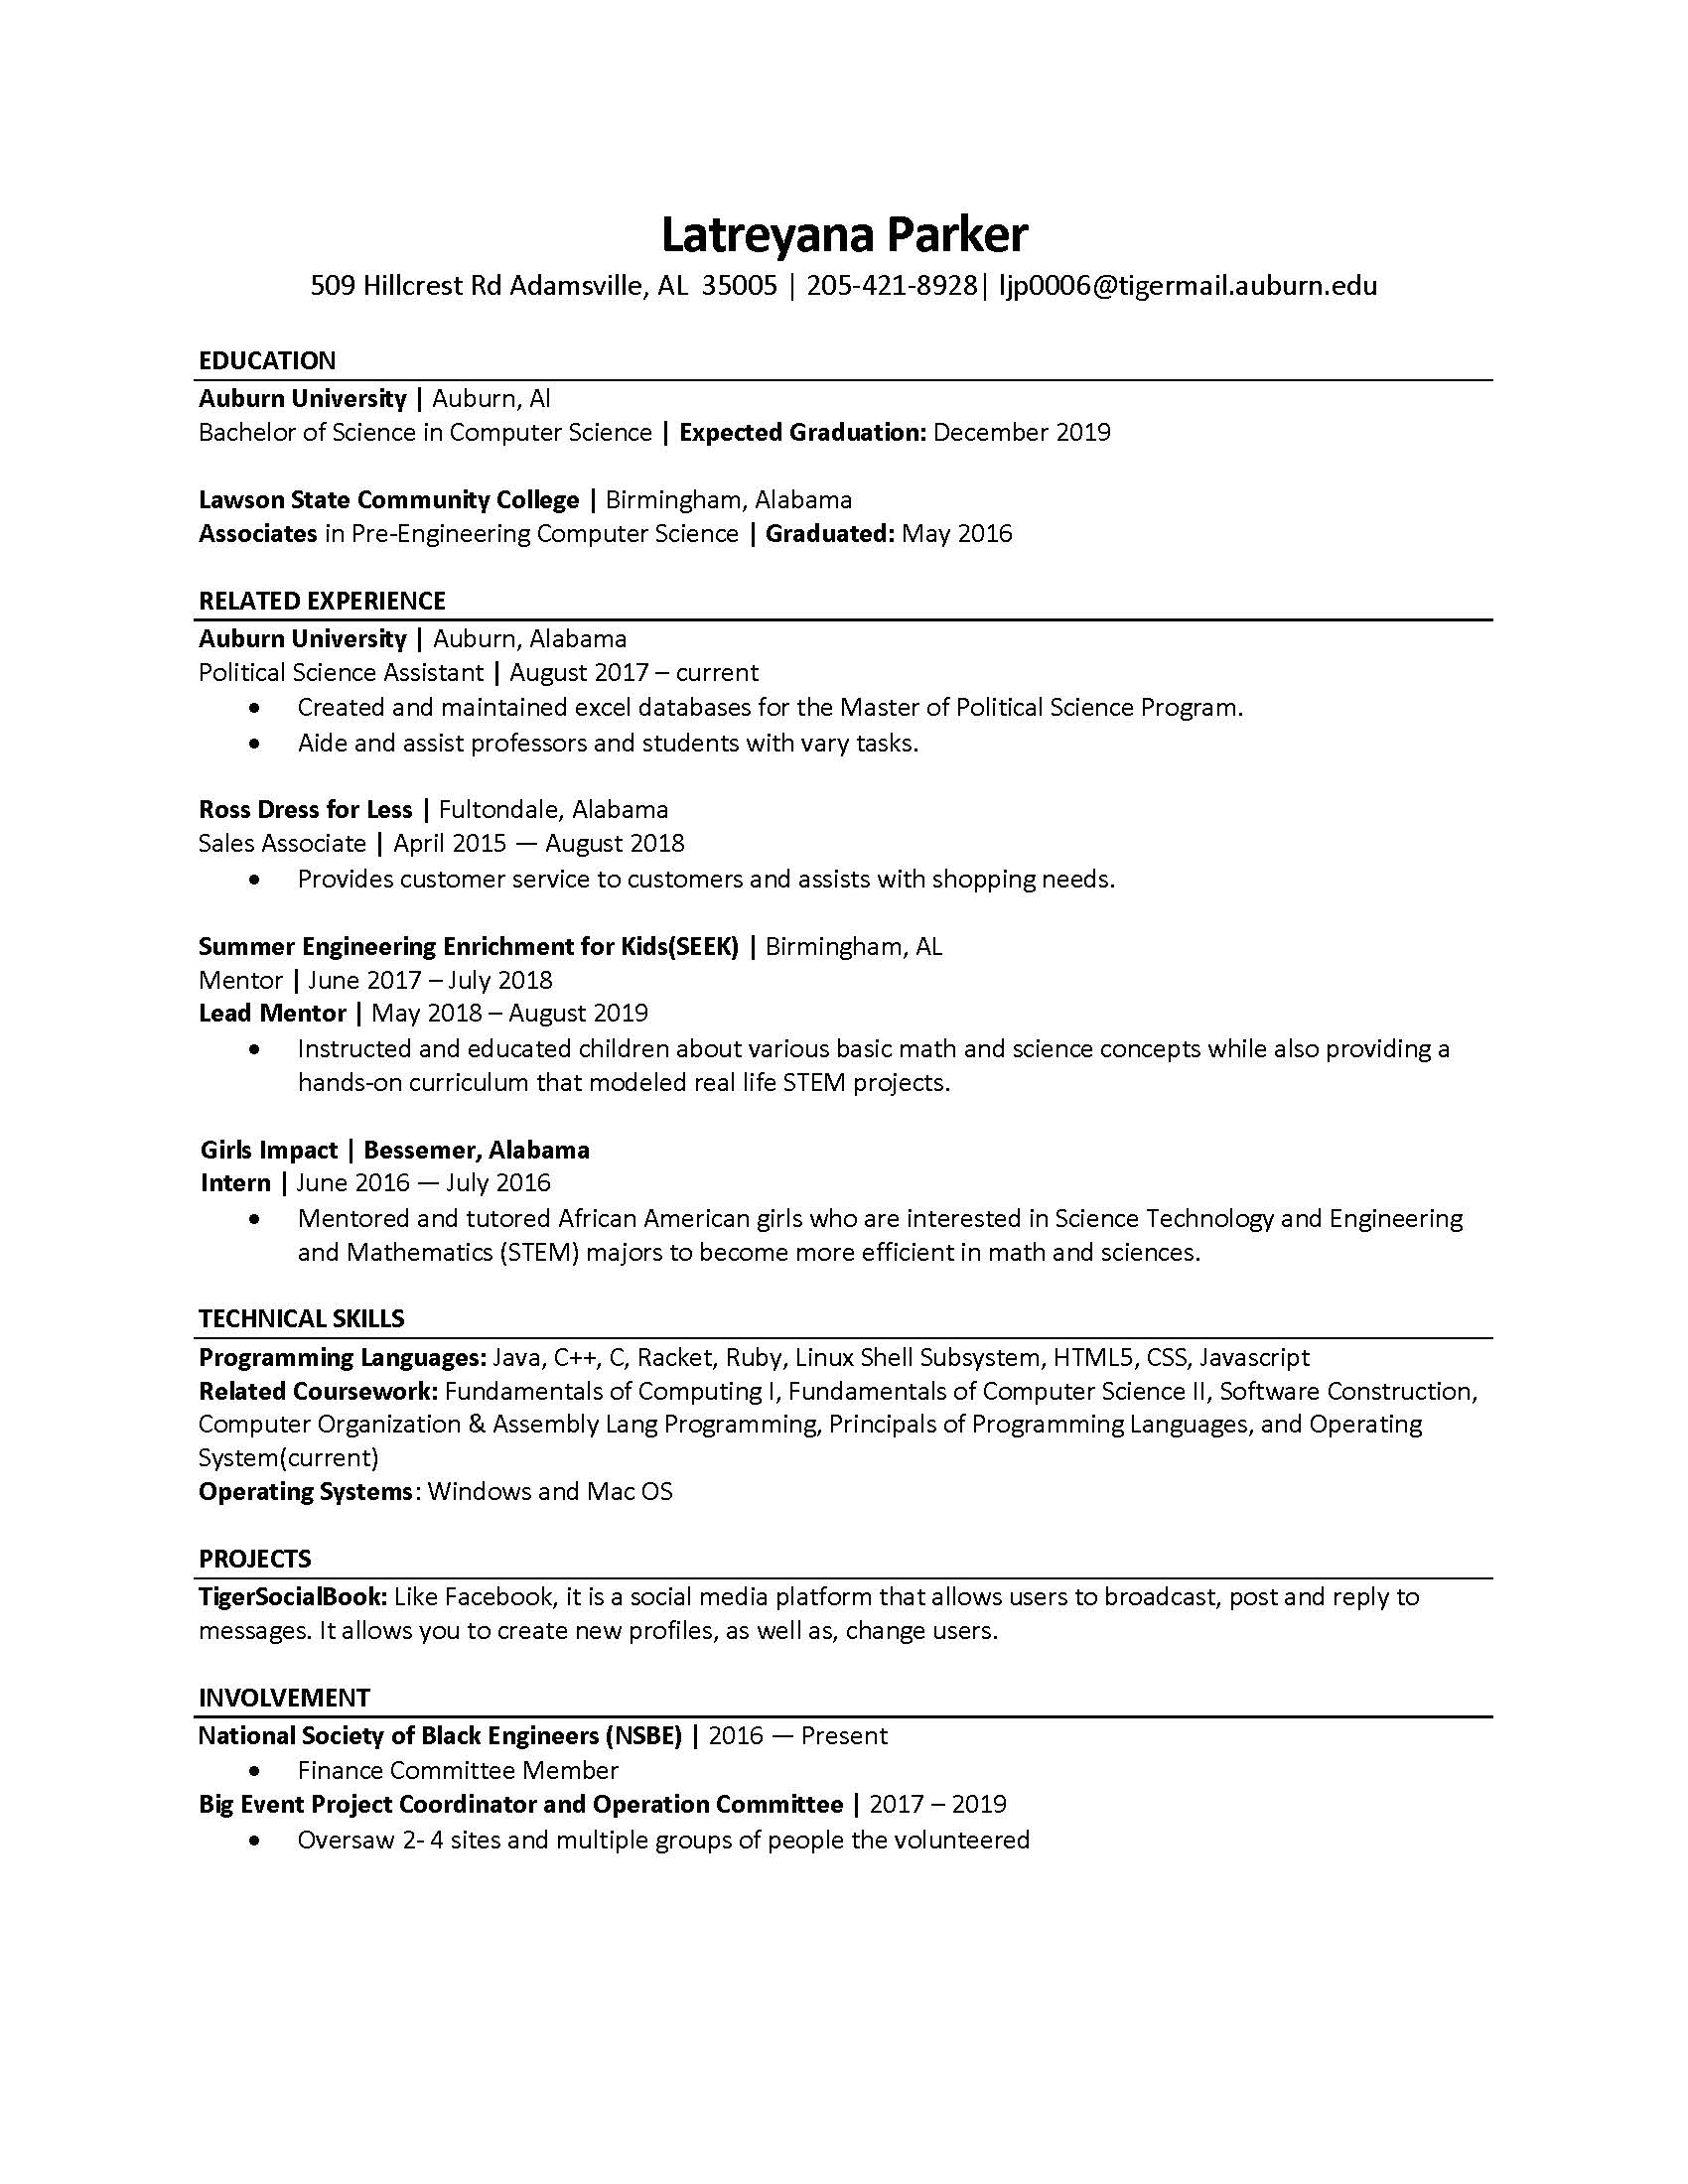 Latreyana Parker
509 Hillcrest Rd Adamsville, AL  35005 | 205-421-8928| ljp0006@tigermail.auburn.edu
EDUCATION
Auburn University | Auburn, Al
Bachelor of Science in Computer Science | Expected Graduation: December 2019
Lawson State Community College | Birmingham, Alabama
Associates in Pre-Engineering Computer Science | Graduated: May 2016
RELATED EXPERIENCE
Auburn University | Auburn, Alabama
Political Science Assistant | August 2017 – current
• Created and maintained excel databases for the Master of Political Science Program.
• Aide and assist professors and students with vary tasks.
Ross Dress for Less | Fultondale, Alabama
Sales Associate | April 2015 — August 2018
• Provides customer service to customers and assists with shopping needs.
Summer Engineering Enrichment for Kids(SEEK) | Birmingham, AL
Mentor | June 2017 – July 2018
Lead Mentor | May 2018 – August 2019
• Instructed and educated children about various basic math and science concepts while also providing a
hands-on curriculum that modeled real life STEM projects.
Girls Impact | Bessemer, Alabama
Intern | June 2016 — July 2016
• Mentored and tutored African American girls who are interested in Science Technology and Engineering
and Mathematics (STEM) majors to become more efficient in math and sciences.
TECHNICAL SKILLS
Programming Languages: Java, C++, C, Racket, Ruby, Linux Shell Subsystem, HTML5, CSS, Javascript
Related Coursework: Fundamentals of Computing I, Fundamentals of Computer Science II, Software Construction,
Computer Organization & Assembly Lang Programming, Principals of Programming Languages, and Operating
System(current)
Operating Systems: Windows and Mac OS
PROJECTS
TigerSocialBook: Like Facebook, it is a social media platform that allows users to broadcast, post and reply to
messages. It allows you to create new profiles, as well as, change users.
INVOLVEMENT
National Society of Black Engineers (NSBE) | 2016 — Present
• Finance Committee Member
Big Event Project Coordinator and Operation Committee | 2017 – 2019
• Oversaw 2- 4 sites and multiple groups of people the volunteered